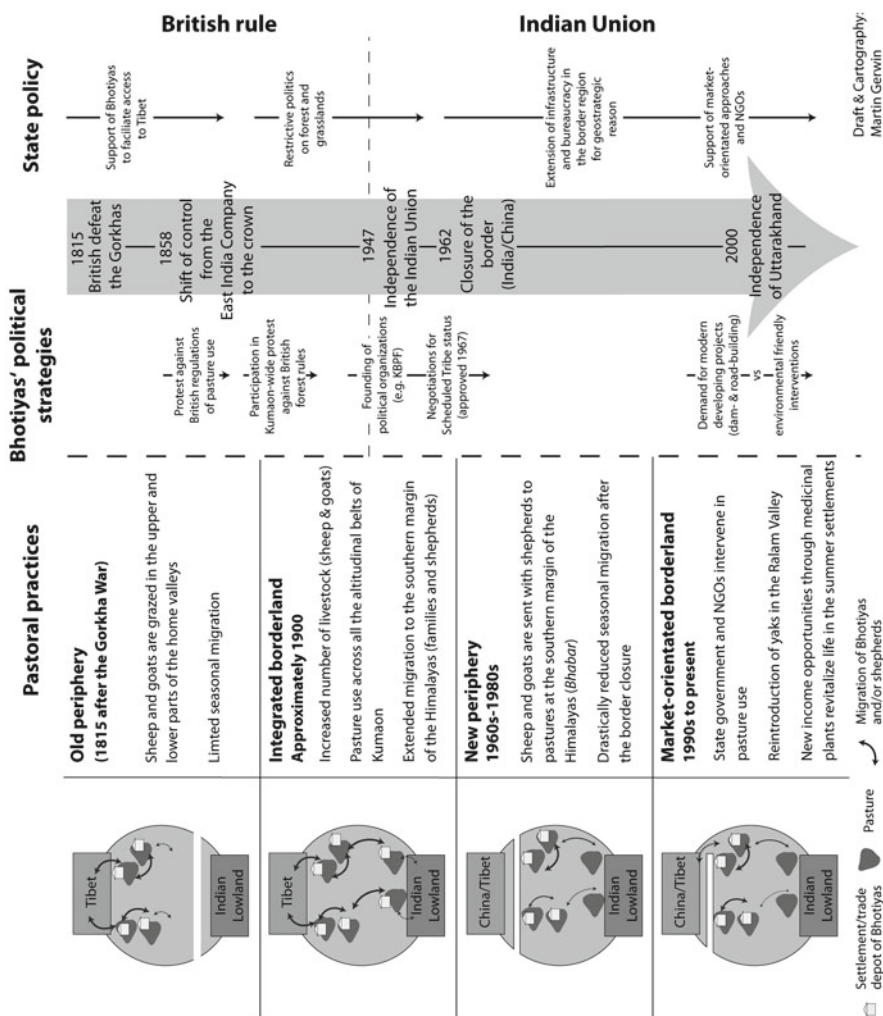 Pastoral practices
Bhotiyas' political
strategies
State policy
British rule
Indian Union
Tibet
Indian
Lowland
Old periphery
(1815 after the Gorkha War)
Sheep and goats are grazed in the upper and
lower parts of the home valleys
Limted seasonal migration
Tibet
Indian
Lowland
Integrated borderland
Approximately 1900
Increased number of livestock (sheep & goats)
Pasture use across all the altitudinal belts of
Kumaon
Extended migration to the southern margin
of the Himalayas (families and shepherds)
China/Tibet
Indian
Lowland
New periphery
1960s-1980s
Sheep and goats are sent with shepherds to
pastures at the southern margin of the
Himalayas (Bhabar)
Drastically reduced seasonal migration after
the border closure
China/Tibet
Indian
Lowland
Market-orientated borderland
1990s to present
State government and NGOs intervene in
pasture use
Reintroduction of yaks in the Ralam Valley
New income opportunities through medicinal
plants revitalize life in the summer settlements
Protest against
British regulations
of pasture use
Participation in
Kumaon-wide protest
against British
forest rules
Founding of
political organizations
(e.g. KBPF)
Negotiations for
Scheduled Tribe status
(approved 1967)
Demand for modern
developing projects
(dam- & road-building)
vs
environmental friendly
interventions
1815
British defeat
the Gorkhas
1858
Shift of control
from the
East India Company
to the crown
1947
Independence of
the Indian Union
1962
Closure of the
border
(India/China)
2000
Independence
of Uttarakhand
Support of Bhotiyas
to faciliate access
to Tibet
Restrictive politics
on forest and
grasslands
Extension of infrastructure
and bureaucracy in
the border region
for geostrategic
reason
Support of market-
orientated approaches
and NGOs
Settlement/trade
depot of Bhotiyas
Pasture
Migration of Bhotiyas
and/or shepherds
Draft & Cartography:
Martin Gerwin